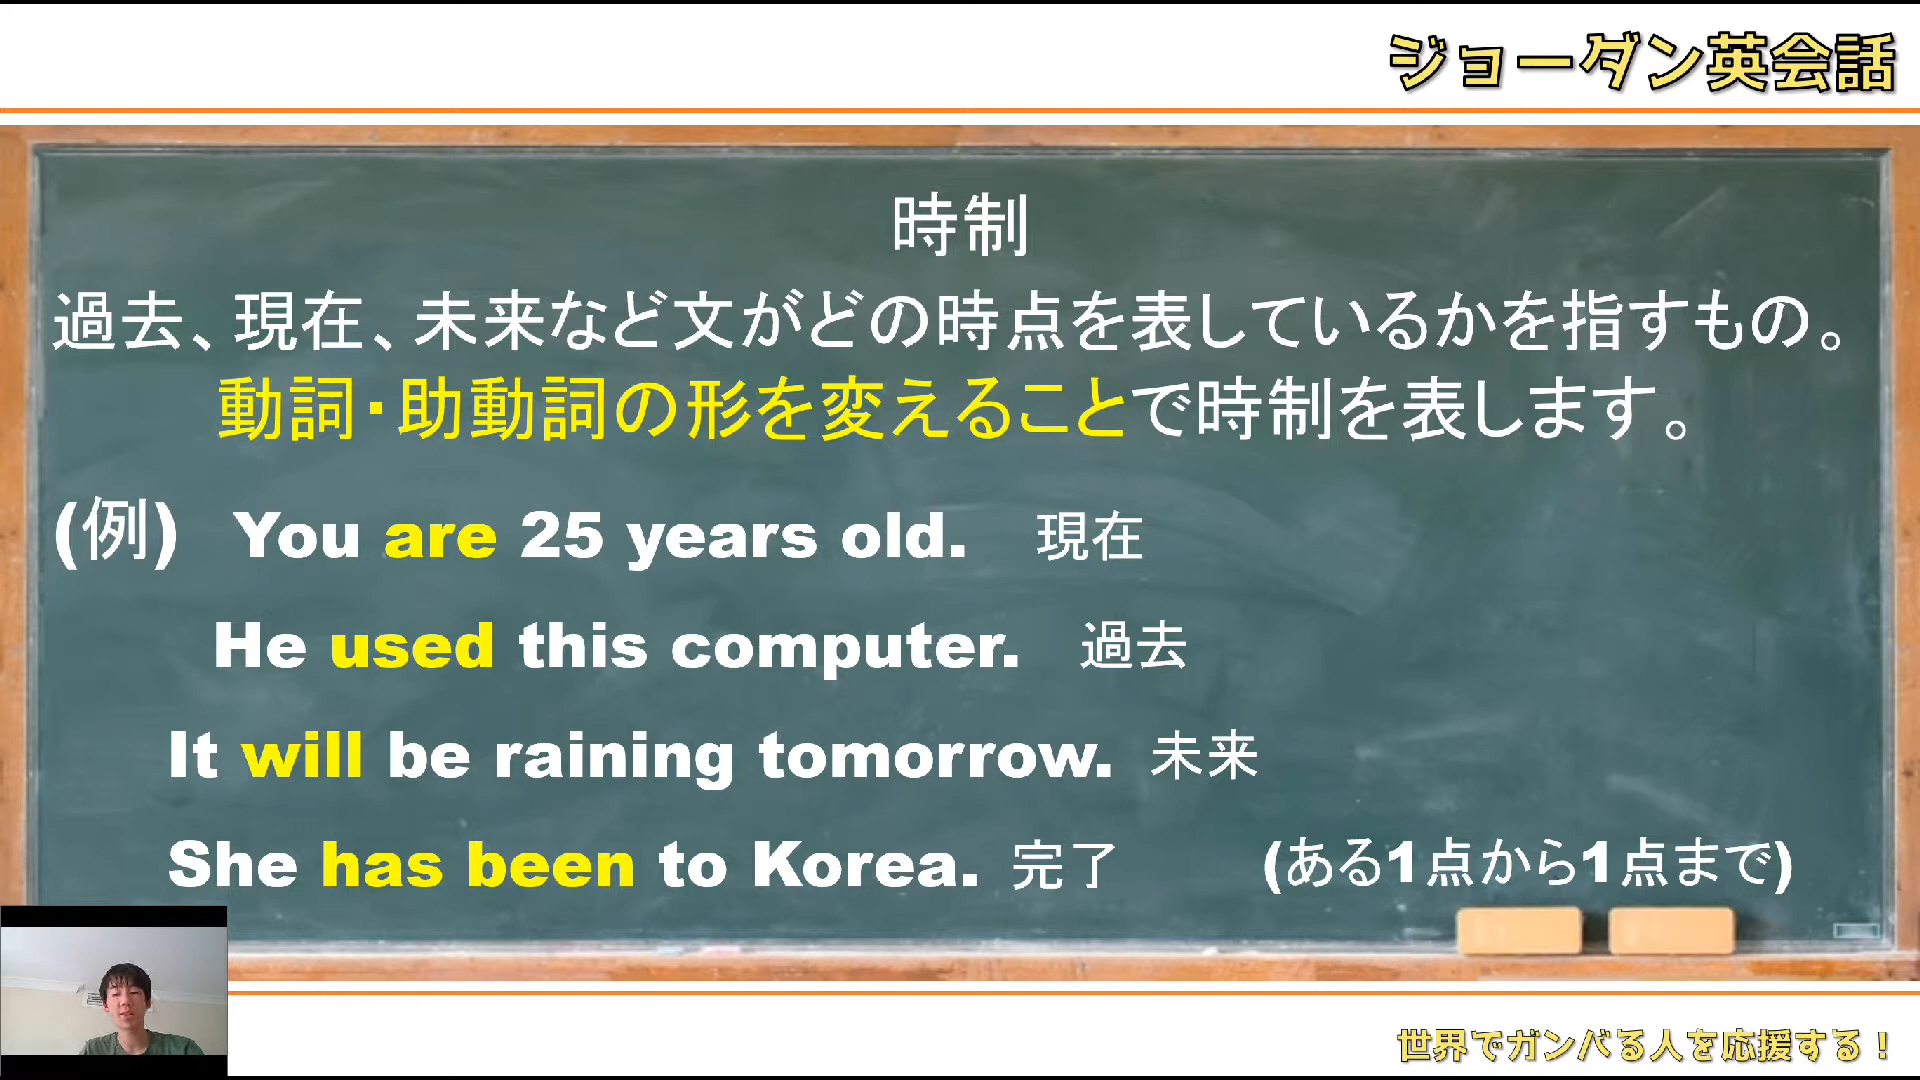 ジョーダン英会話
時制
過去、現在、未来など文がどの時点を表しているかを指すもの。
動詞・助動詞の形を変えることで時制を表します。
(例) You are 25 years old. 現在
He used this computer. 過去
It will be raining tomorrow. 未来
She has been to Korea. 完了 (ある1点から1点まで)
世界でガンバる人を応援する！